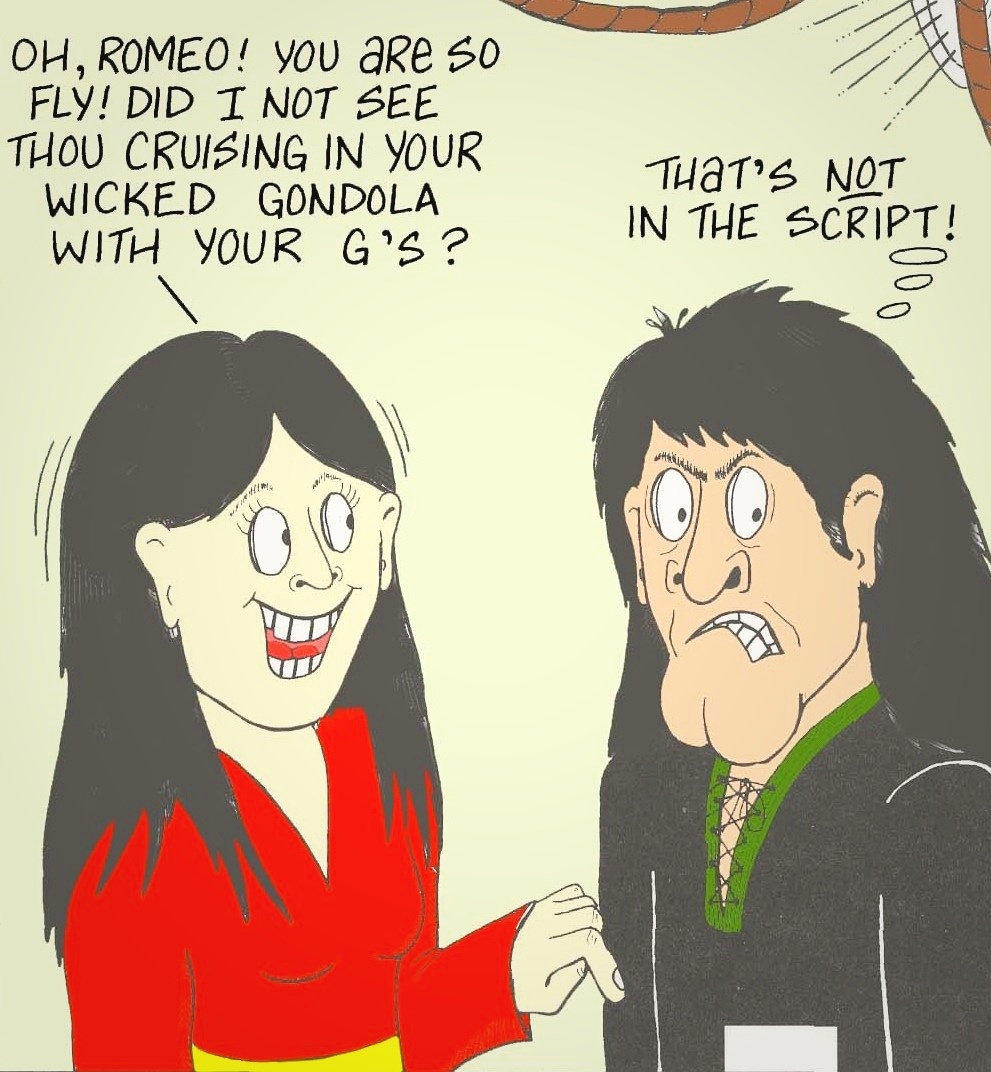 OH, ROMEO! YOU aRe SO
FLY! DID I NOT SEE
THOU CRUISING IN YOUR
WICKED GONDOLA
WITH YOUR G'S?
THaT'S NOT
IN THE SCRIPT!